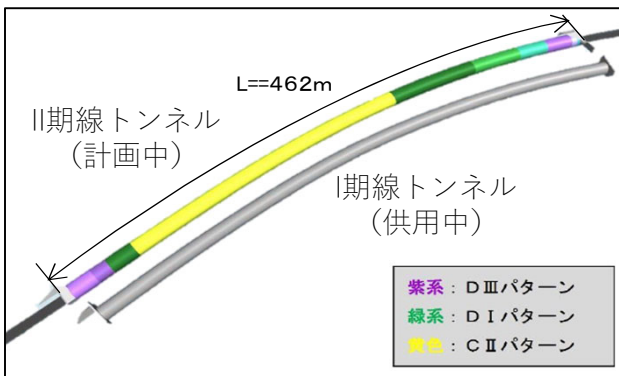 L==462m
II期線トンネル
（計画中）
I期線トンネル
（供用中）
紫系：DⅢパターン
緑系：DⅠパターン
黄色：CⅡパターン